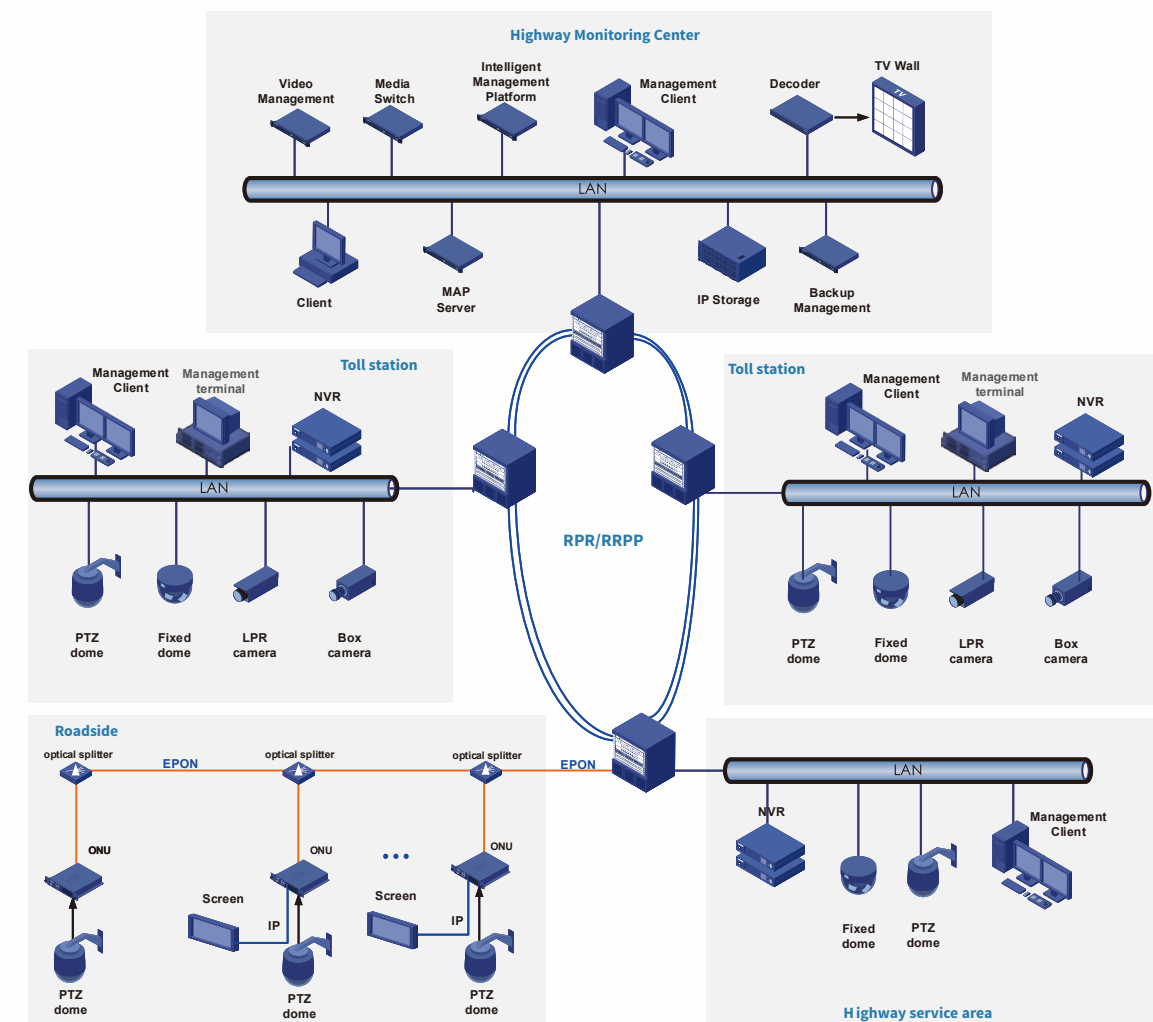 Highway Monitoring Center
Video
Management
Media
Switch
Intelligent
Management
Platform
Management
Client
Decoder
TV Wall
TV
LAN
Client
MAP
Server
IP Storage
Backup
Management
Toll station
Management
Client
Management
terminal
NVR
LAN
PTZ
dome
Fixed
dome
LPR
camera
Box
camera
RPR/RRPP
Toll station
Management
Client
Management
terminal
NVR
LAN
PTZ
dome
Fixed
dome
LPR
camera
Box
camera
Roadside
optical splitter
EPON
optical splitter
optical splitter
EPON
ONU
ONU
...
ONU
Screen
IP
Screen
IP
PTZ
dome
PTZ
dome
PTZ
dome
LAN
NVR
Management
Client
Fixed
dome
PTZ
dome
H ighway service area